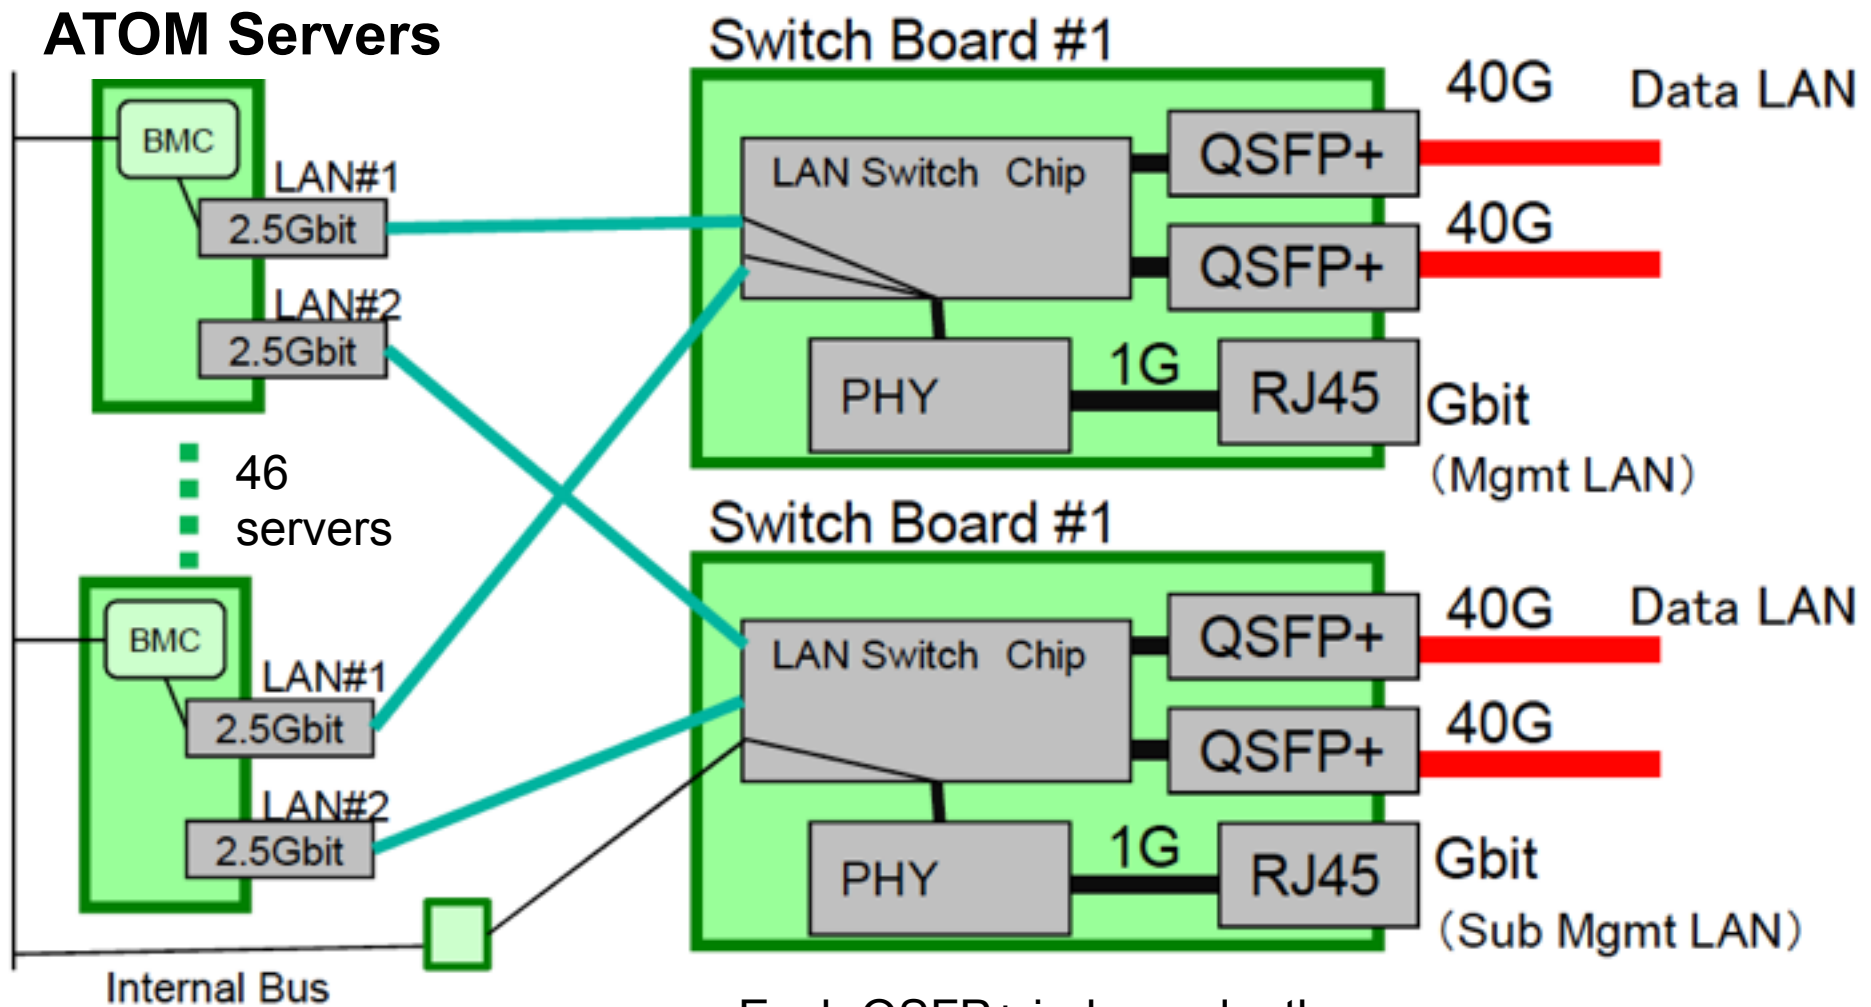 ATOM Servers
BMC
LAN#1
2.5Gbit
LAN#2
2.5Gbit
46
servers
BMC
LAN#1
2.5Gbit
LAN#2
2.5Gbit
Internal Bus
Switch Board #1
LAN Switch Chip
QSFP+
40G
Data LAN
QSFP+
40G
PHY
1G
RJ45
Gbit
(Mgmt LAN)
Switch Board #1
LAN Switch Chip
QSFP+
40G
Data LAN
QSFP+
40G
PHY
1G
RJ45
Gbit
(Sub Mgmt LAN)